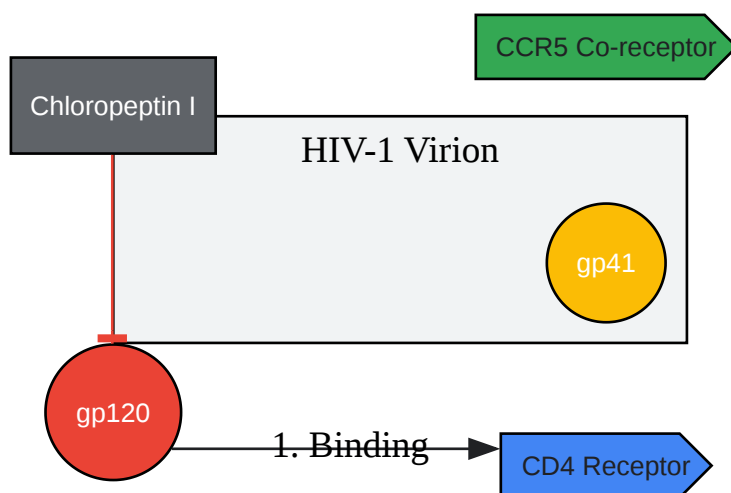 CCR5 Co-receptor
Chloropeptin I
HIV-1 Virion
gp41
gp120
1. Binding
CD4 Receptor